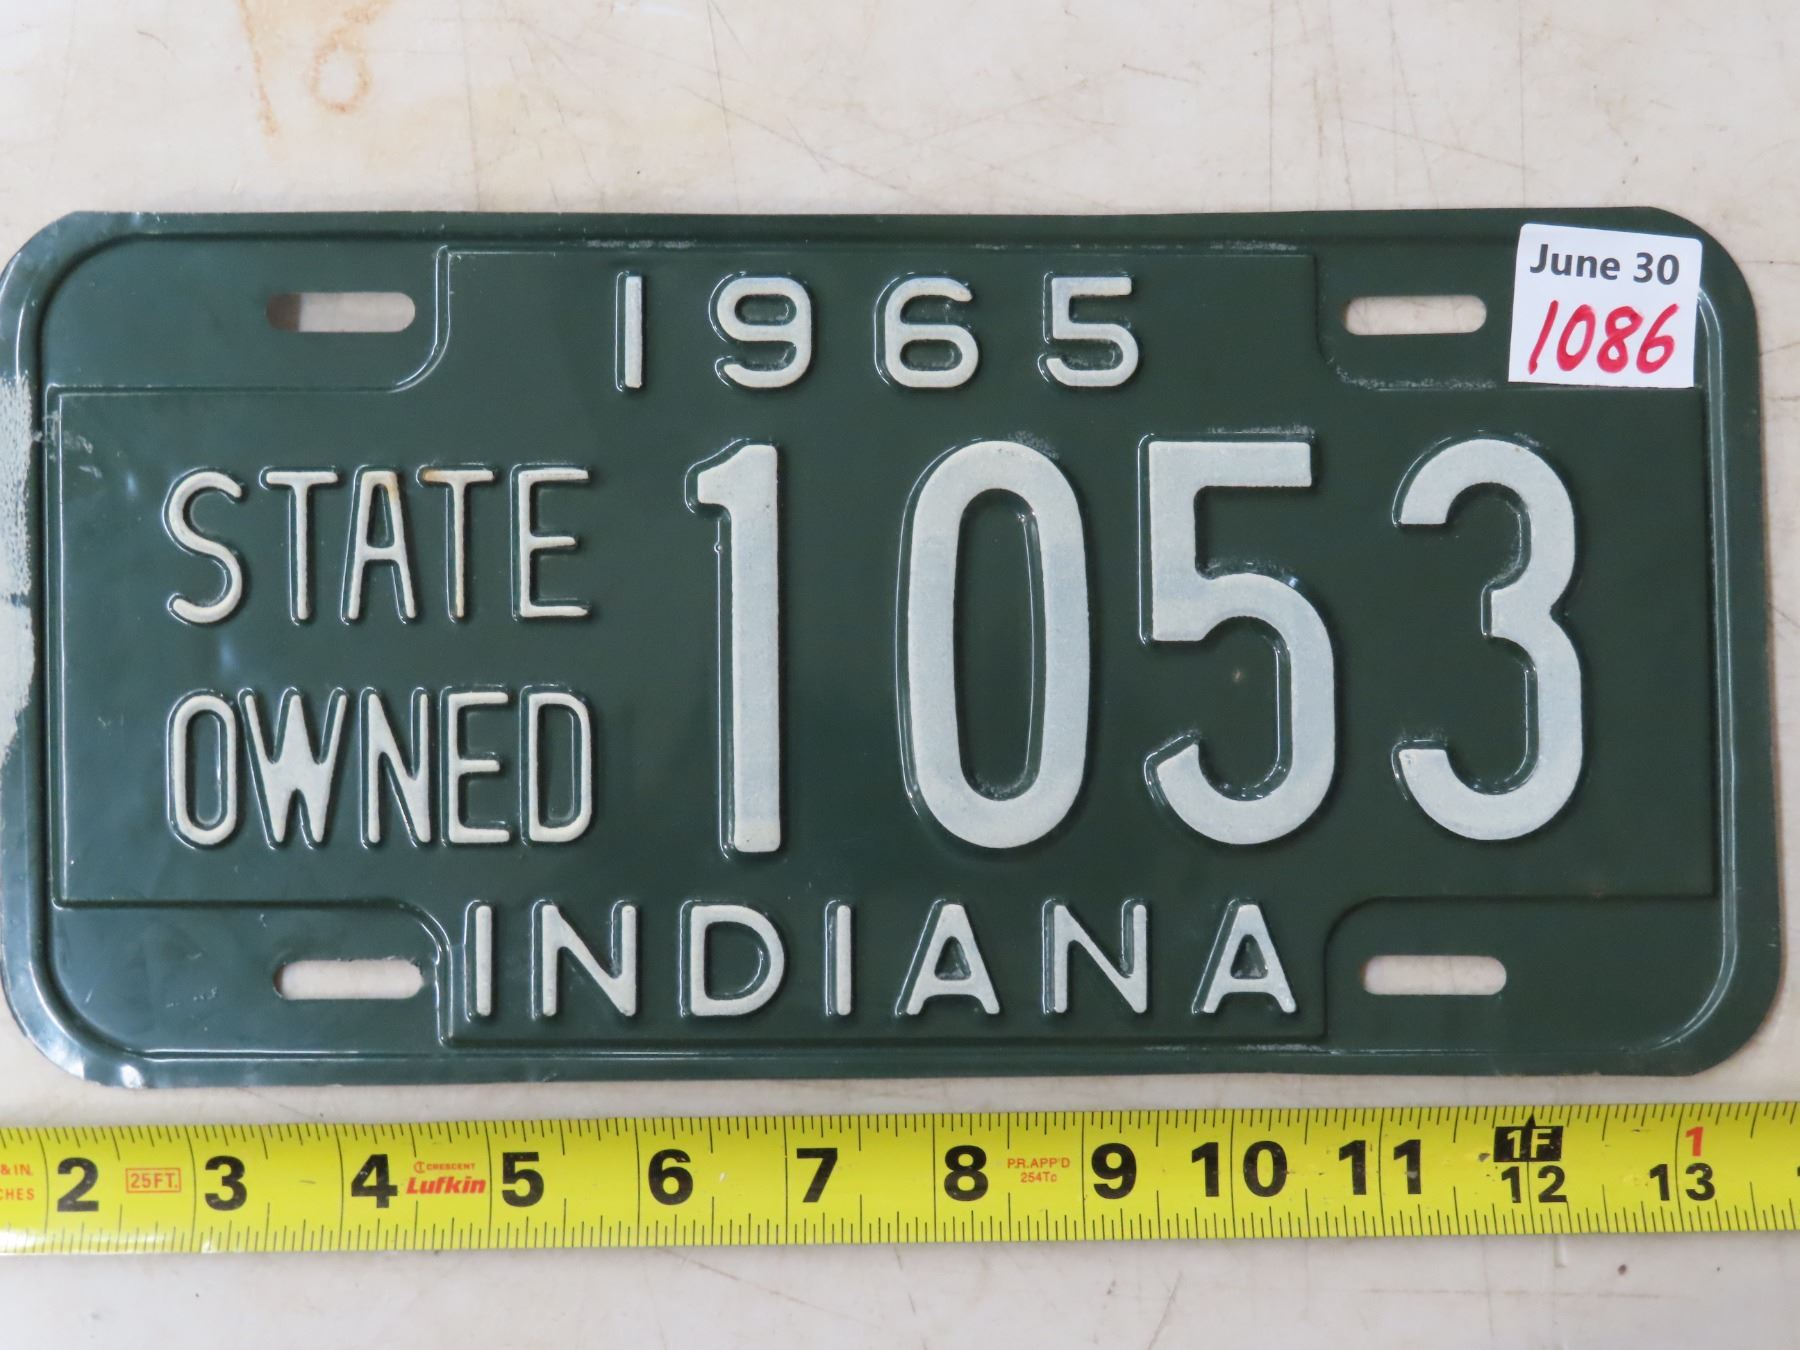 1965
June 30
1086
STATE
OWNED
1053
INDIANA
& IN. 2 25FT. 3 4 CRESCENT Lufkin 5 6 7 8 P.R. APP'D 254Tc 9 10 11 1F 12 1 13